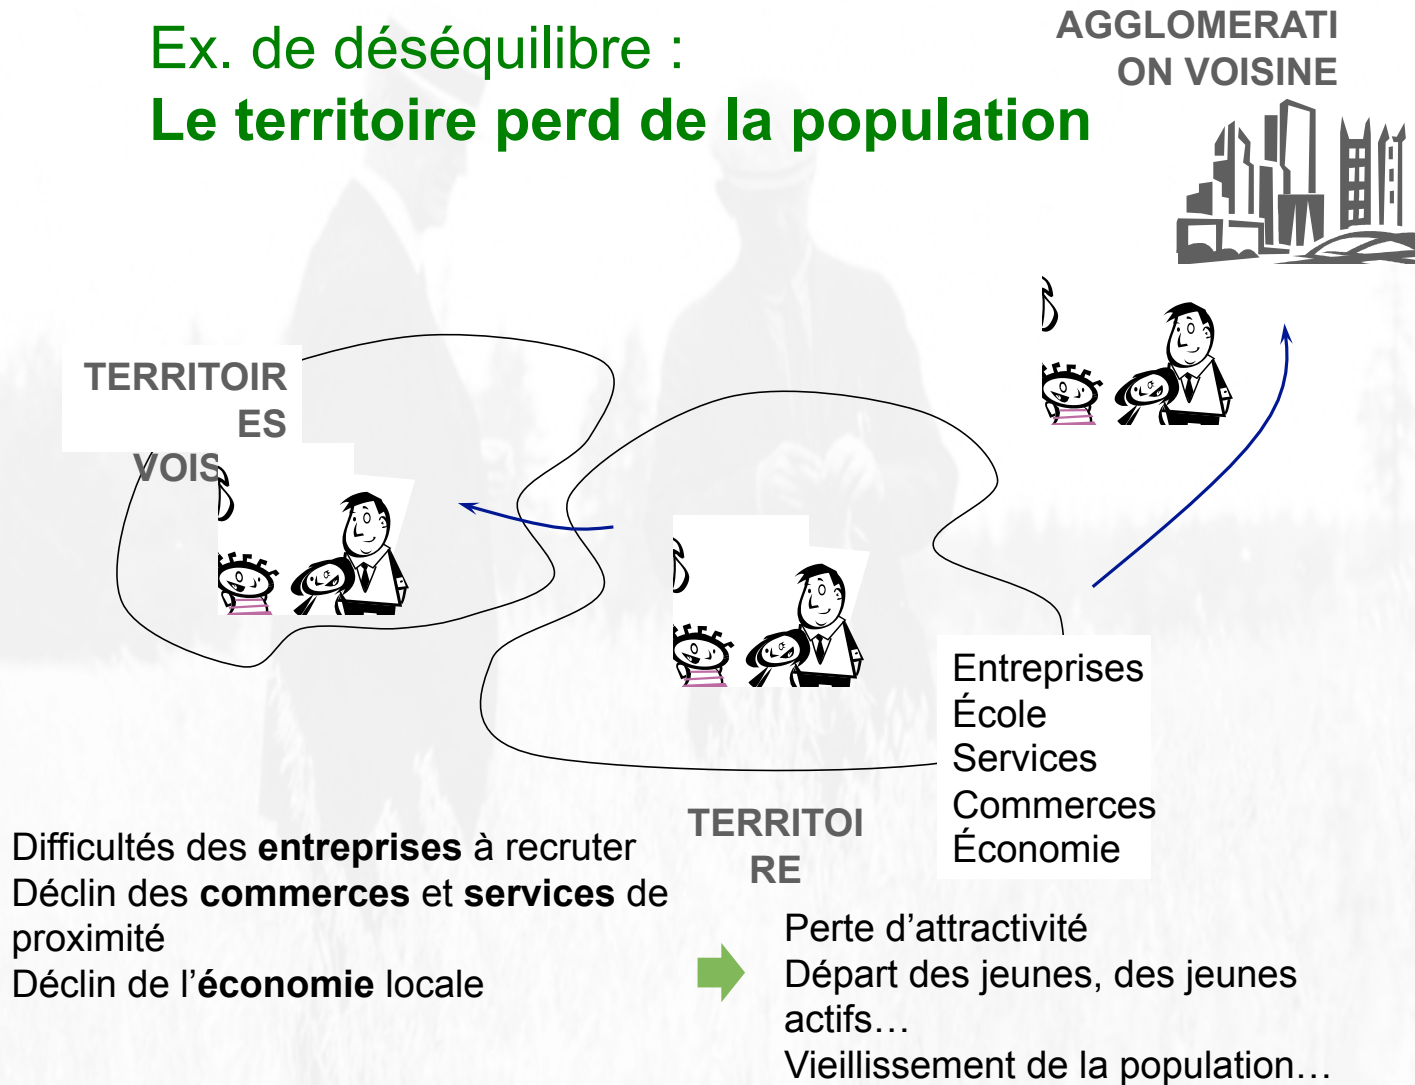 Ex. de déséquilibre :
Le territoire perd de la population
AGGLOMERATI
ON VOISINE
TERRITOIR
ES
VOIS
Entreprises
École
Services
Commerces
Économie
TERRITOI
RE
Difficultés des entreprises à recruter
Déclin des commerces et services de
proximité
Déclin de l’économie locale
Perte d’attractivité
Départ des jeunes, des jeunes
actifs…
Vieillissement de la population…